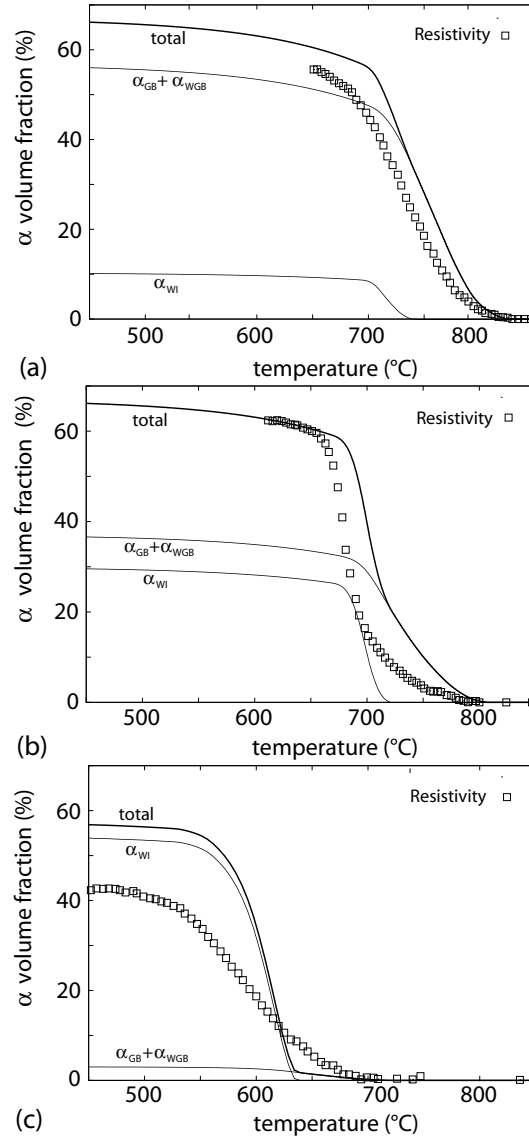 60
total
Resistivity
α_GB + α_WGB
α volume fraction (%)
40
20
α_WI
0
500 600 700 800
(a)
temperature (°C)
60
total
Resistivity
α volume fraction (%)
40
α_GB+α_WGB
α_WI
20
0
500 600 700 800
(b)
temperature (°C)
60
total
Resistivity
α_WI
α volume fraction (%)
40
20
α_GB+α_WGB
0
500 600 700 800
(c)
temperature (°C)